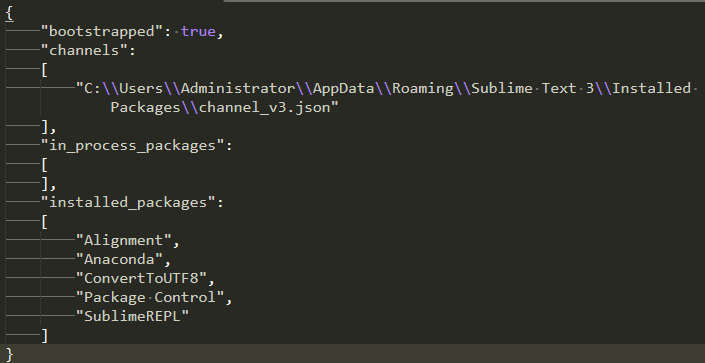 {
"bootstrapped": true,
"channels":
[
"C:\\Users\\Administrator\\AppData\\Roaming\\Sublime Text 3\\Installed
Packages\\channel_v3.json"
],
"in_process_packages":
[
],
"installed_packages":
[
"Alignment",
"Anaconda",
"ConvertToUTF8",
"Package Control",
"SublimeREPL"
]
}